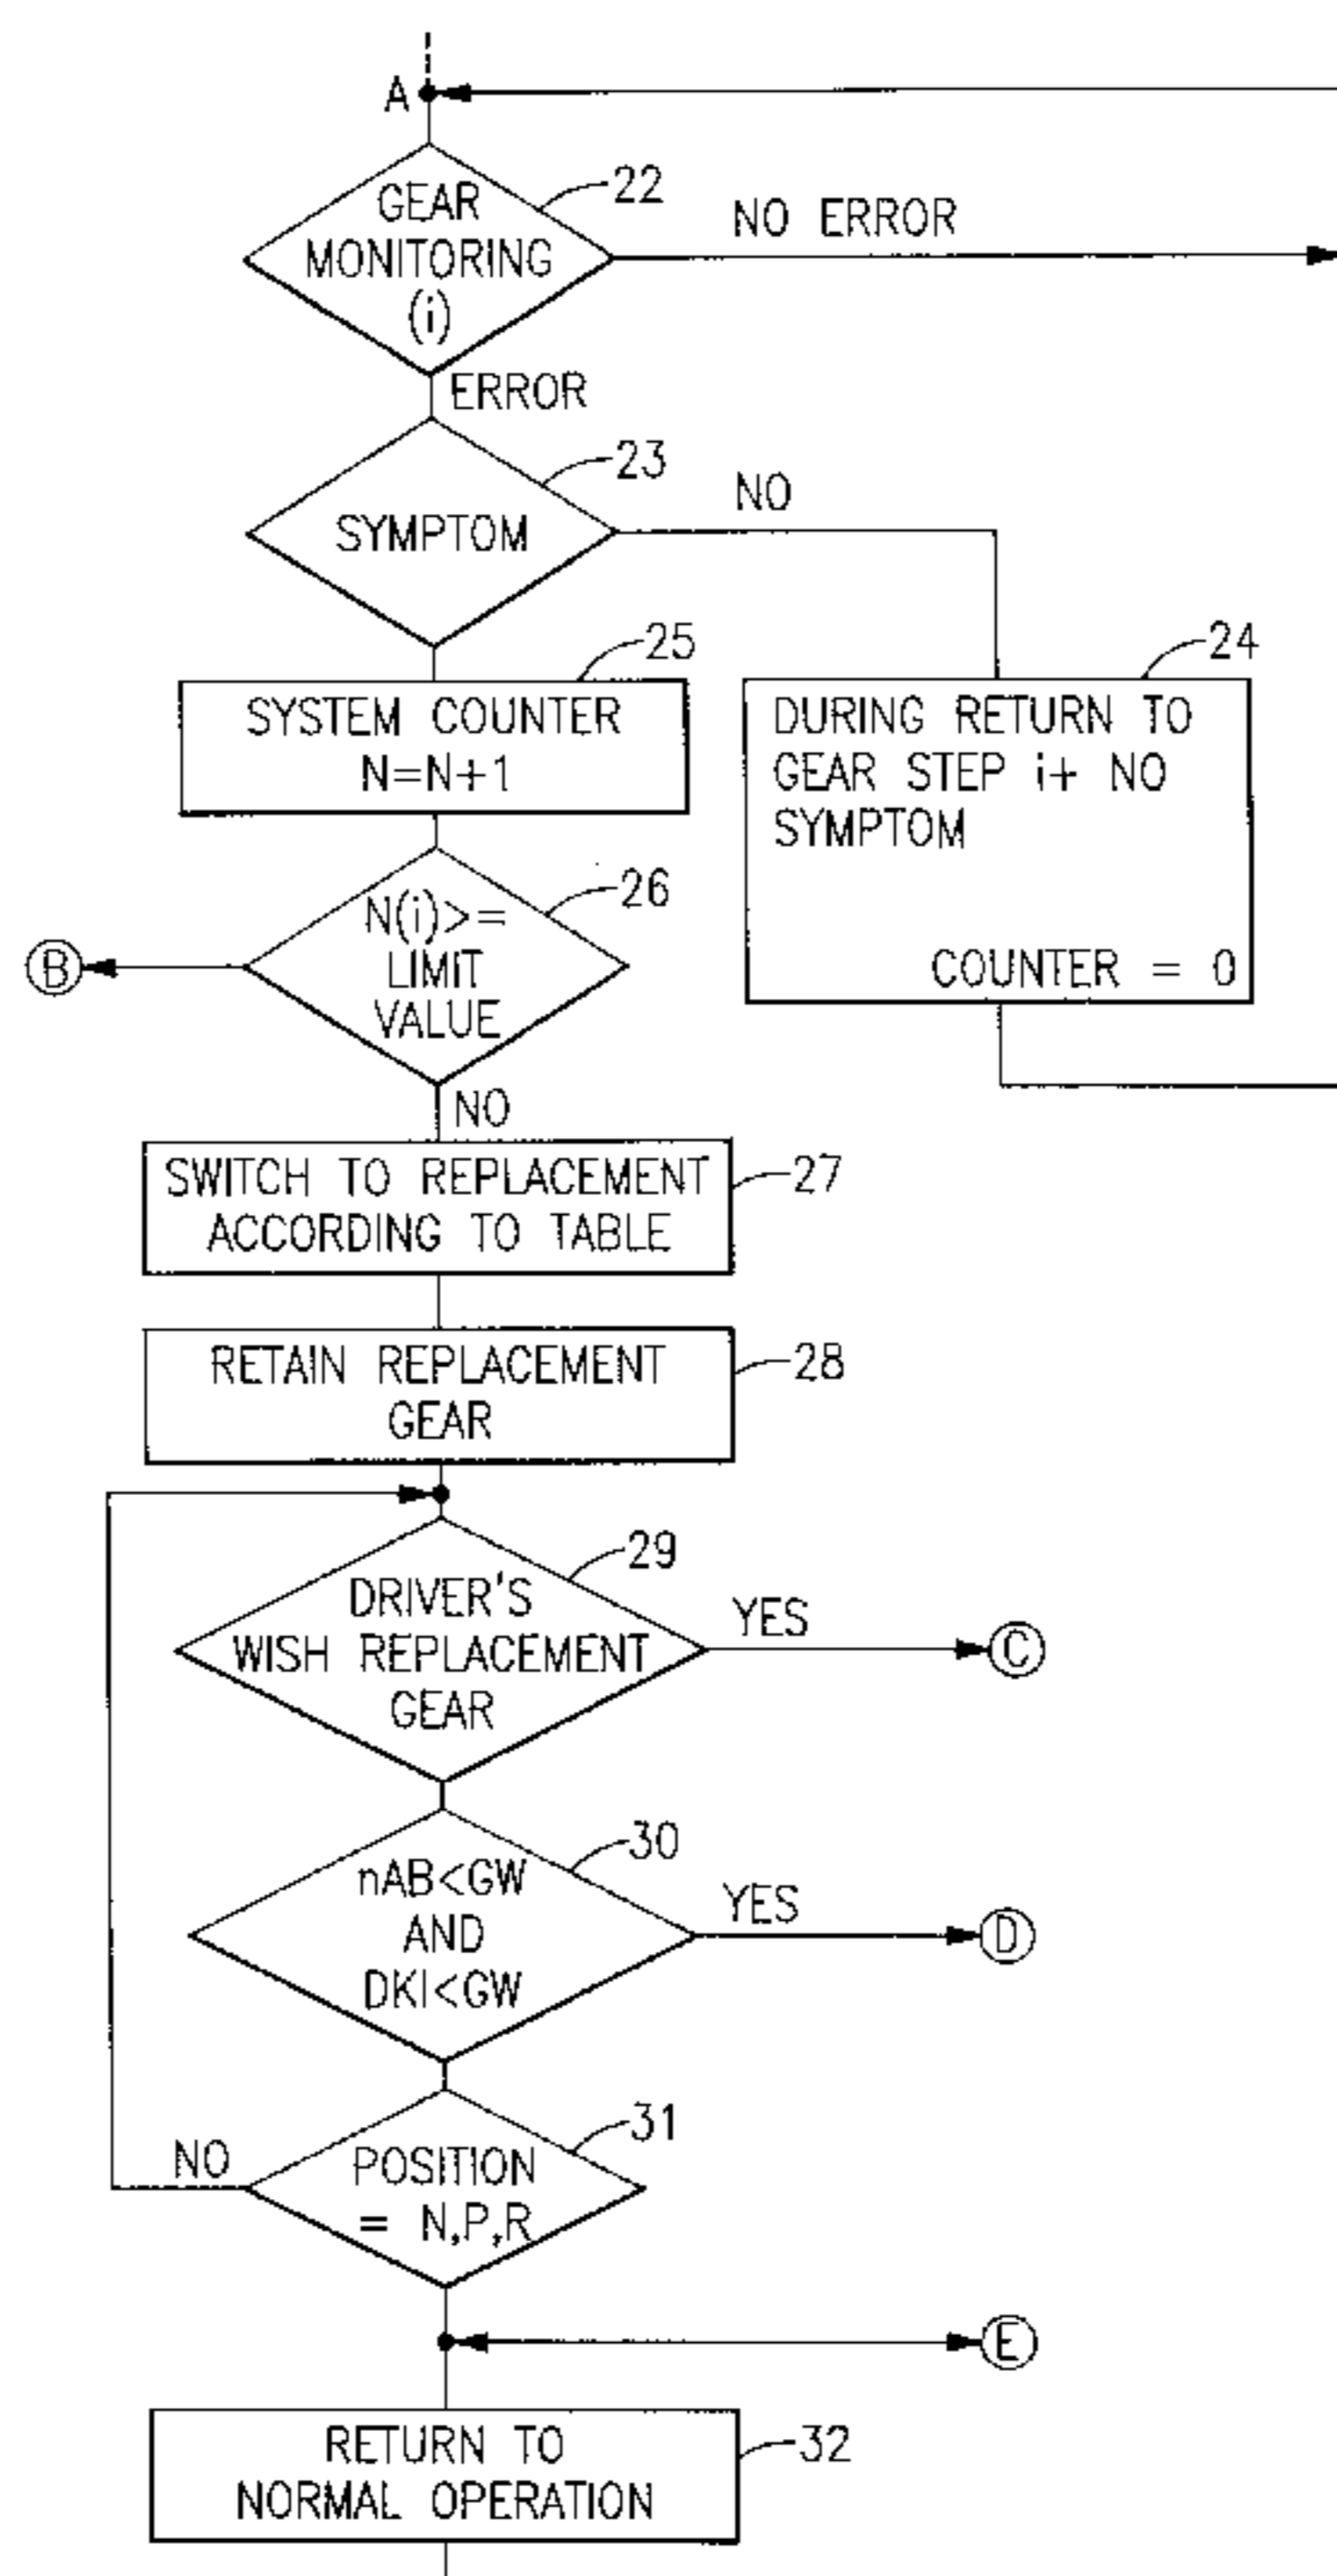 A
22
GEAR
MONITORING
(i)
NO ERROR
ERROR
23
SYMPTOM
NO
25
SYSTEM COUNTER
N=N+1
24
DURING RETURN TO
GEAR STEP i+ NO
SYMPTOM
COUNTER = 0
26
N(i)>=
LIMIT
VALUE
B
NO
SWITCH TO REPLACEMENT
ACCORDING TO TABLE
27
RETAIN REPLACEMENT
GEAR
28
29
DRIVER'S
WISH REPLACEMENT
GEAR
YES
C
30
nAB<GW
AND
DKI<GW
YES
D
31
NO
POSITION
= N,P,R
E
RETURN TO
NORMAL OPERATION
32